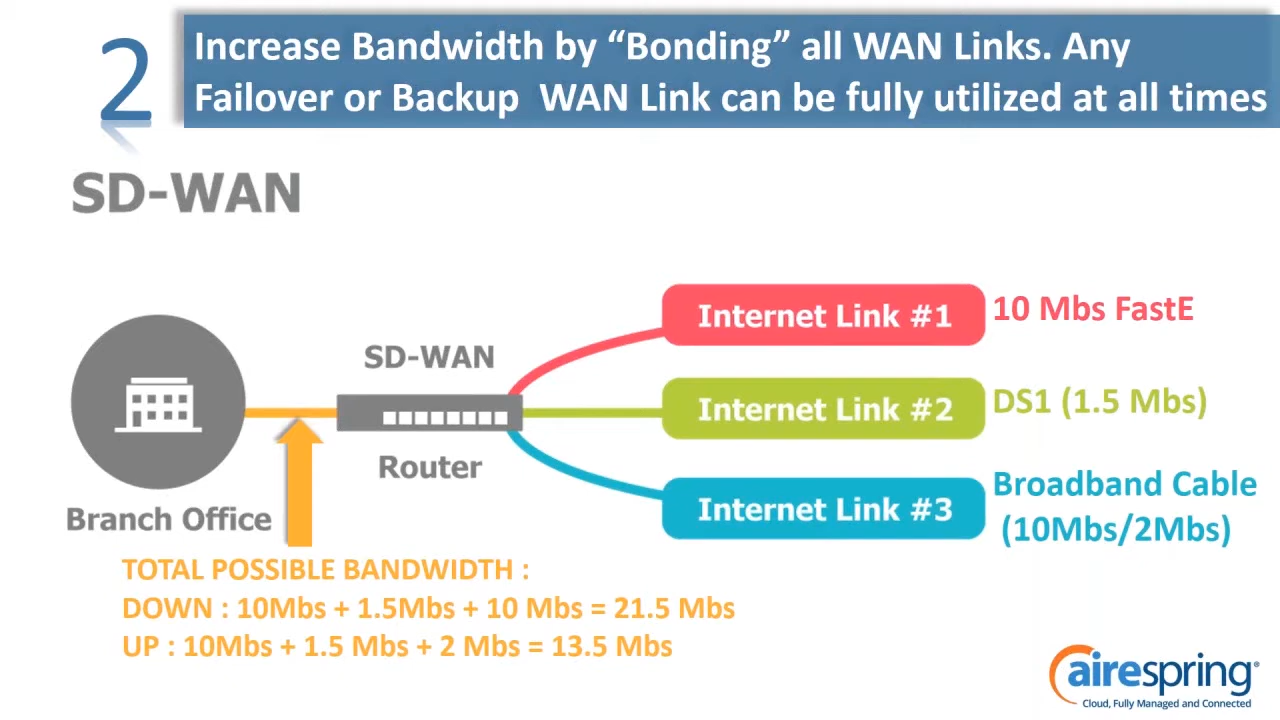 2
Increase Bandwidth by “Bonding” all WAN Links. Any
Failover or Backup WAN Link can be fully utilized at all times
SD-WAN
Internet Link #1
10 Mbs FastE
SD-WAN
Internet Link #2
DS1 (1.5 Mbs)
Router
Broadband Cable
Internet Link #3
(10Mbs/2Mbs)
Branch Office
TOTAL POSSIBLE BANDWIDTH :
DOWN : 10Mbs + 1.5Mbs + 10 Mbs = 21.5 Mbs
UP : 10Mbs + 1.5 Mbs + 2 Mbs = 13.5 Mbs
airespring®
Cloud, Fully Managed and Connected